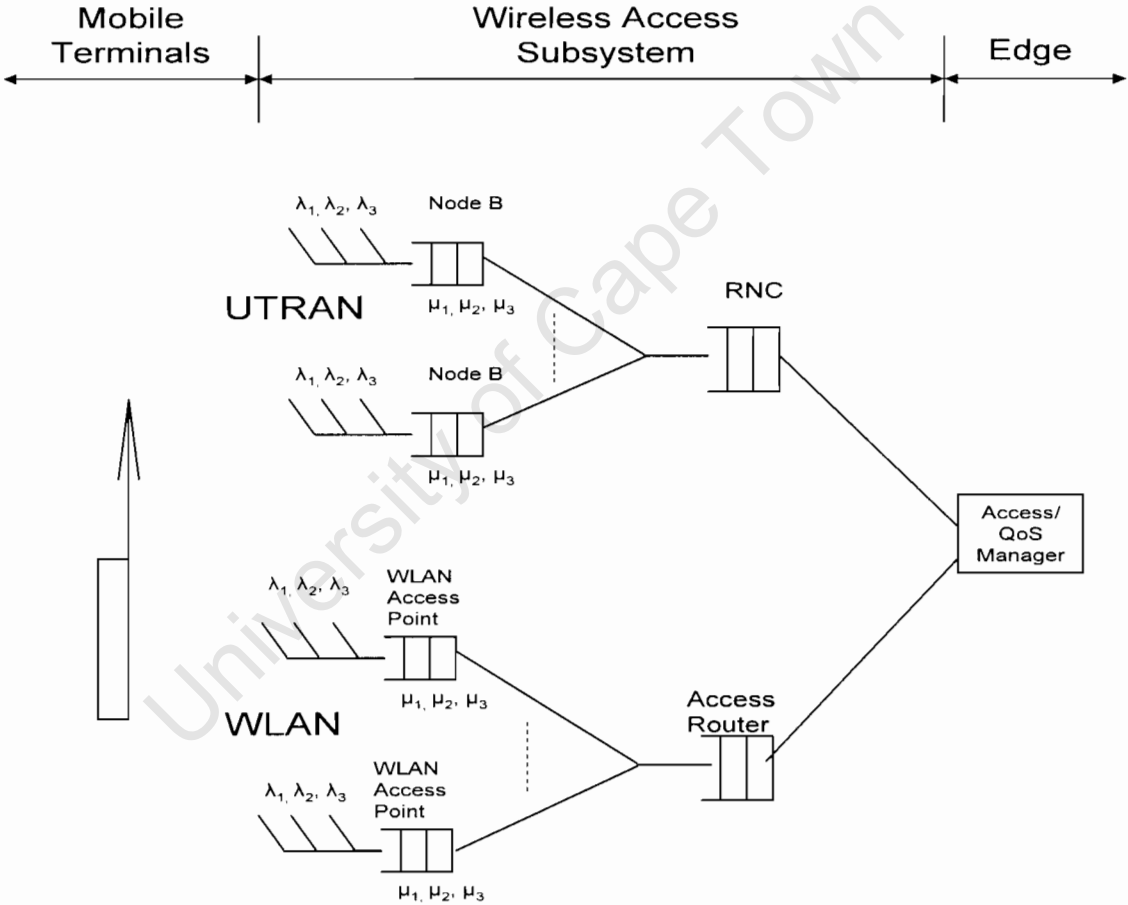 Mobile
Terminals
Wireless Access
Subsystem
Edge
λ₁, λ₂, λ₃
Node B
UTRAN
μ₁, μ₂, μ₃
RNC
λ₁, λ₂, λ₃
Node B
μ₁, μ₂, μ₃
Access/
QoS
Manager
λ₁, λ₂, λ₃
WLAN
Access
Point
μ₁, μ₂, μ₃
WLAN
Access
Router
λ₁, λ₂, λ₃
WLAN
Access
Point
μ₁, μ₂, μ₃
University of Cape Town